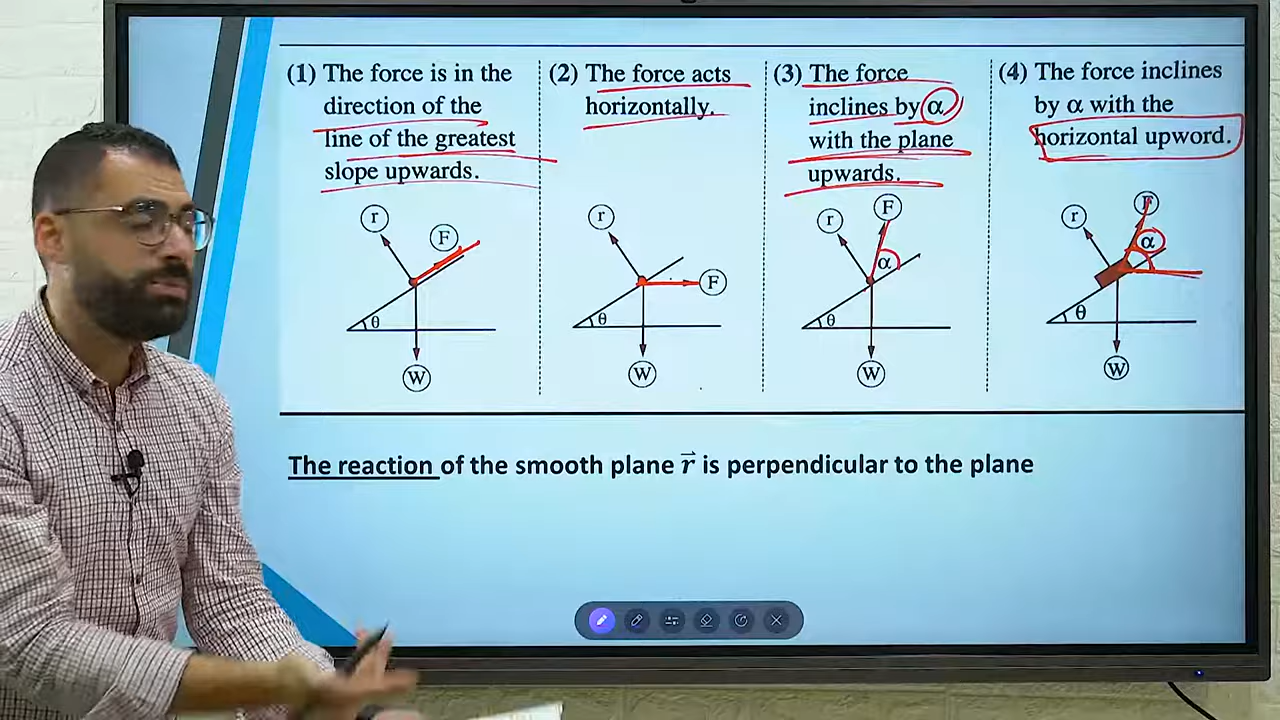 (1) The force is in the
direction of the
line of the greatest
slope upwards.
r
F
θ
W
(2) The force acts
horizontally.
r
F
θ
W
(3) The force
inclines by α
with the plane
upwards.
r
F
α
θ
W
(4) The force inclines
by α with the
horizontal upword.
r
F
α
θ
W
The reaction of the smooth plane r⃗ is perpendicular to the plane